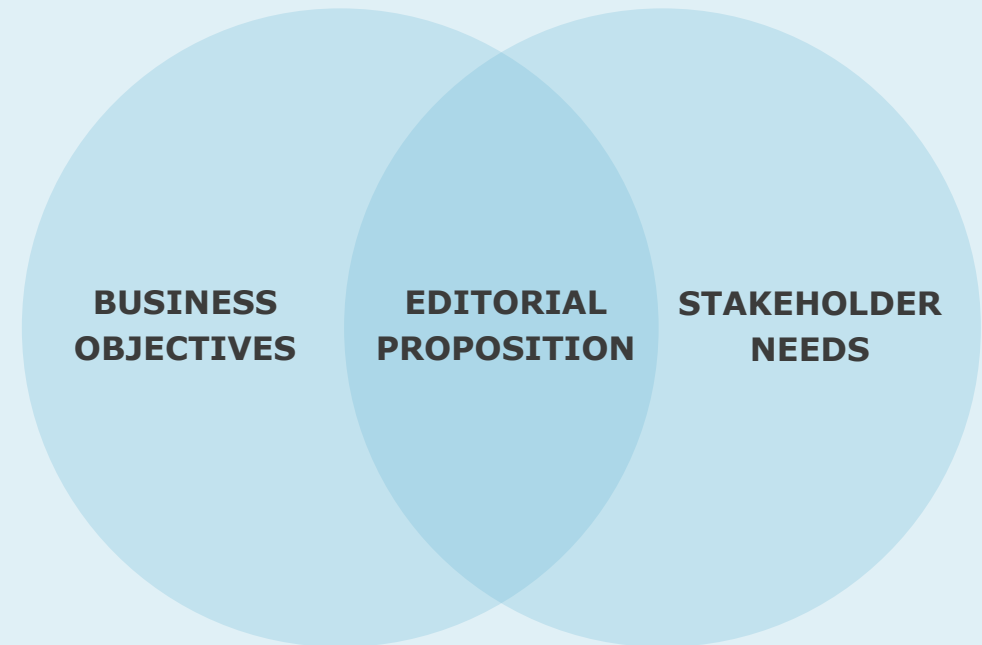 BUSINESS
OBJECTIVES
EDITORIAL
PROPOSITION
STAKEHOLDER
NEEDS